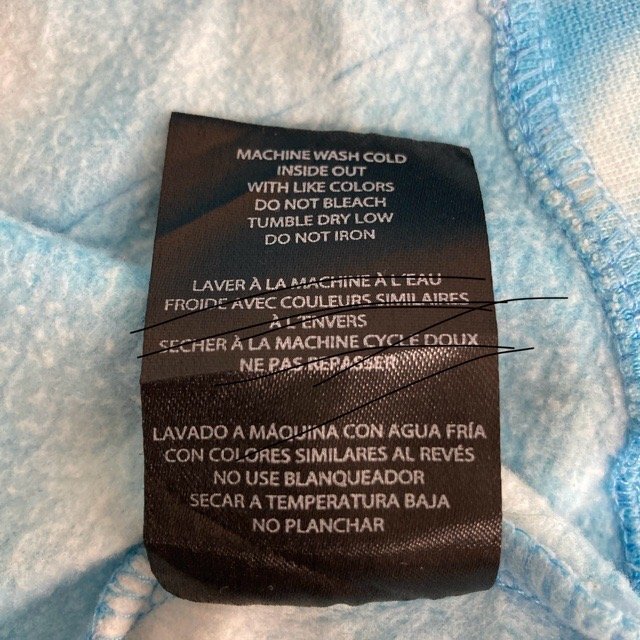 MACHINE WASH COLD
INSIDE OUT
WITH LIKE COLORS
DO NOT BLEACH
TUMBLE DRY LOW
DO NOT IRON
LAVER À LA MACHINE À L'EAU
FROIDE AVEC COULEURS SIMILAIRES
À L'ENVERS
SECHER À LA MACHINE CYCLE DOUX
NE PAS REPASSER
LAVADO A MÁQUINA CON AGUA FRÍA
CON COLORES SIMILARES AL REVÉS
NO USE BLANQUEADOR
SECAR A TEMPERATURA BAJA
NO PLANCHAR